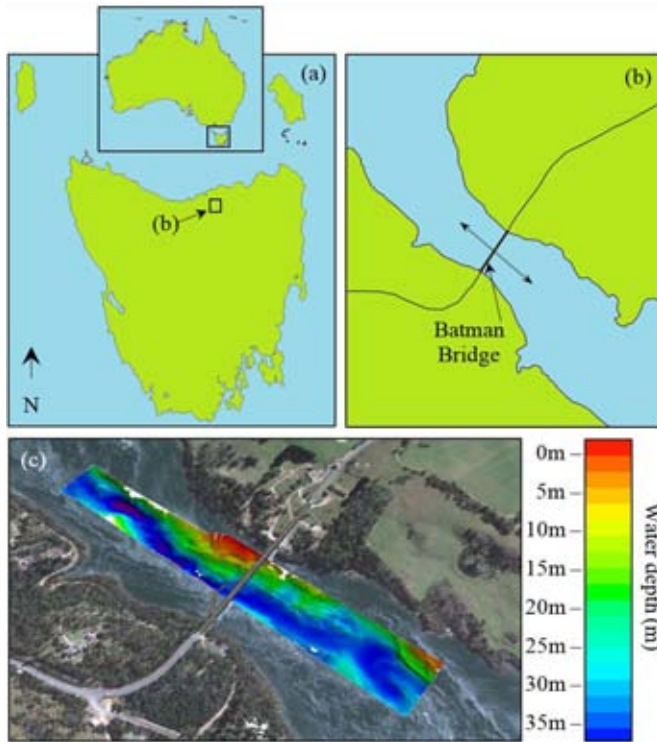 (a)
(b)
N
(b)
Batman
Bridge
(c)
0m
5m
10m
15m
20m
25m
30m
35m
Water depth (m)